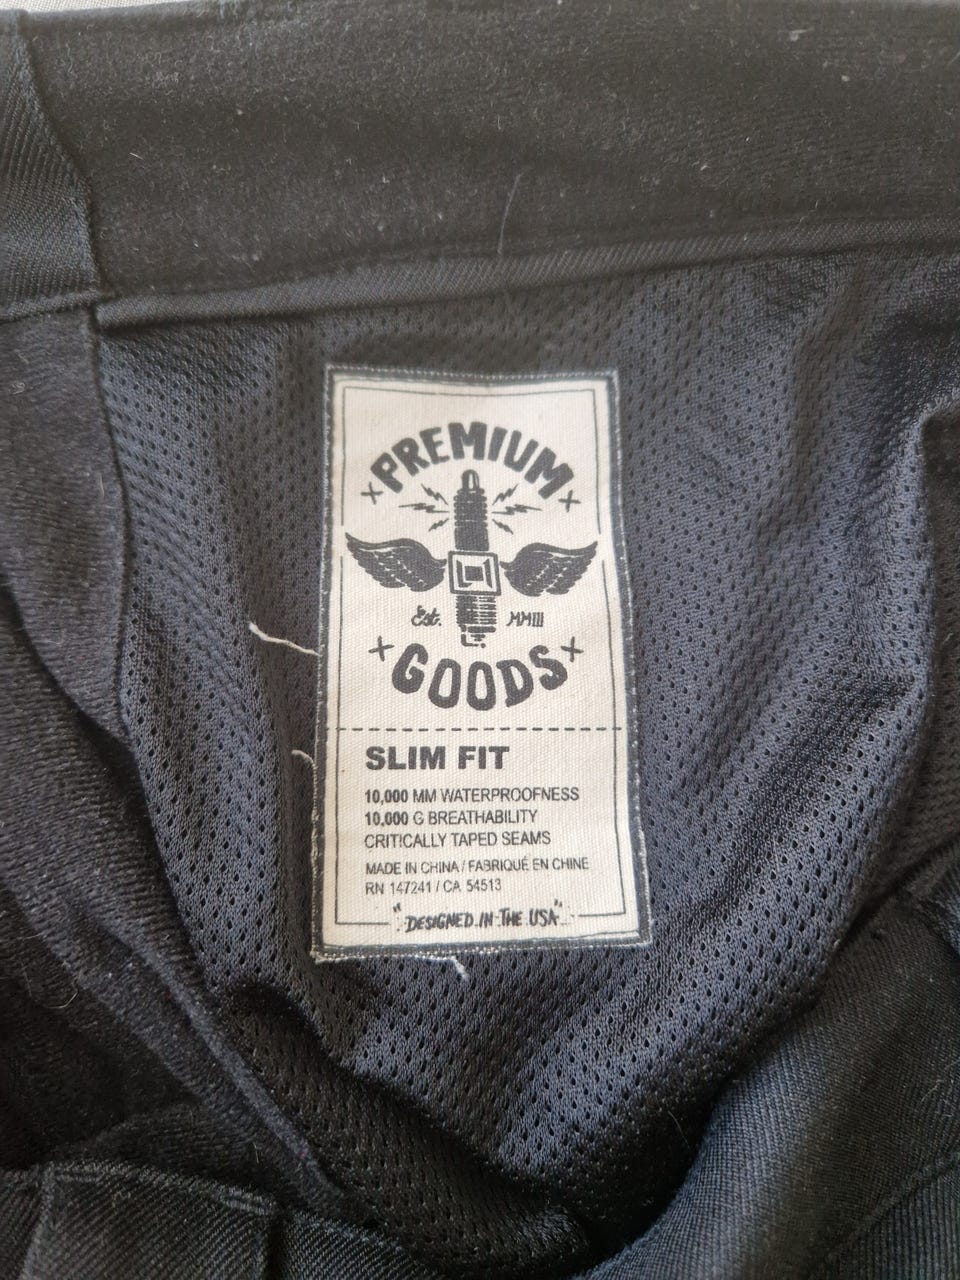 PREMIUM
Est. MMIII
GOODS
SLIM FIT
10,000 MM WATERPROOFNESS
10,000 G BREATHABILITY
CRITICALLY TAPED SEAMS
MADE IN CHINA / FABRIQUÉ EN CHINE
RN 147241 / CA 54513
"DESIGNED IN THE USA"